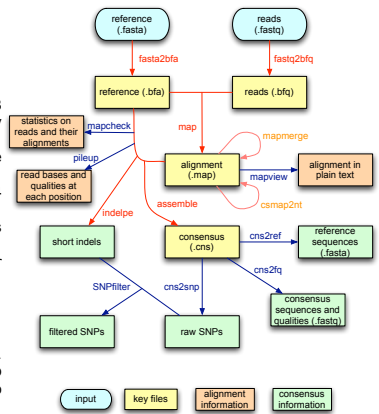 reference
(.fasta)
reads
(.fastq)
fasta2bfa
fastq2bfq
reference (.bfa)
reads (.bfq)
statistics on
reads and their
alignments
mapcheck
map
mapmerge
pileup
read bases and
qualities at
each position
alignment
(.map)
mapview
alignment in
plain text
csmap2nt
indelpe
assemble
short indels
consensus
(.cns)
cns2ref
reference
sequences
(.fasta)
cns2fq
SNPfilter
cns2snp
consensus
sequences and
qualities (.fastq)
filtered SNPs
raw SNPs
input
key files
alignment
information
consensus
information